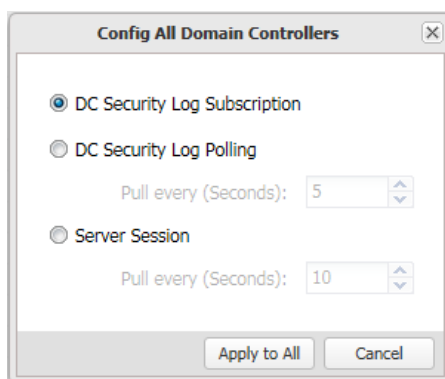 Config All Domain Controllers
DC Security Log Subscription
DC Security Log Polling
Pull every (Seconds): 5
Server Session
Pull every (Seconds): 10
Apply to All Cancel